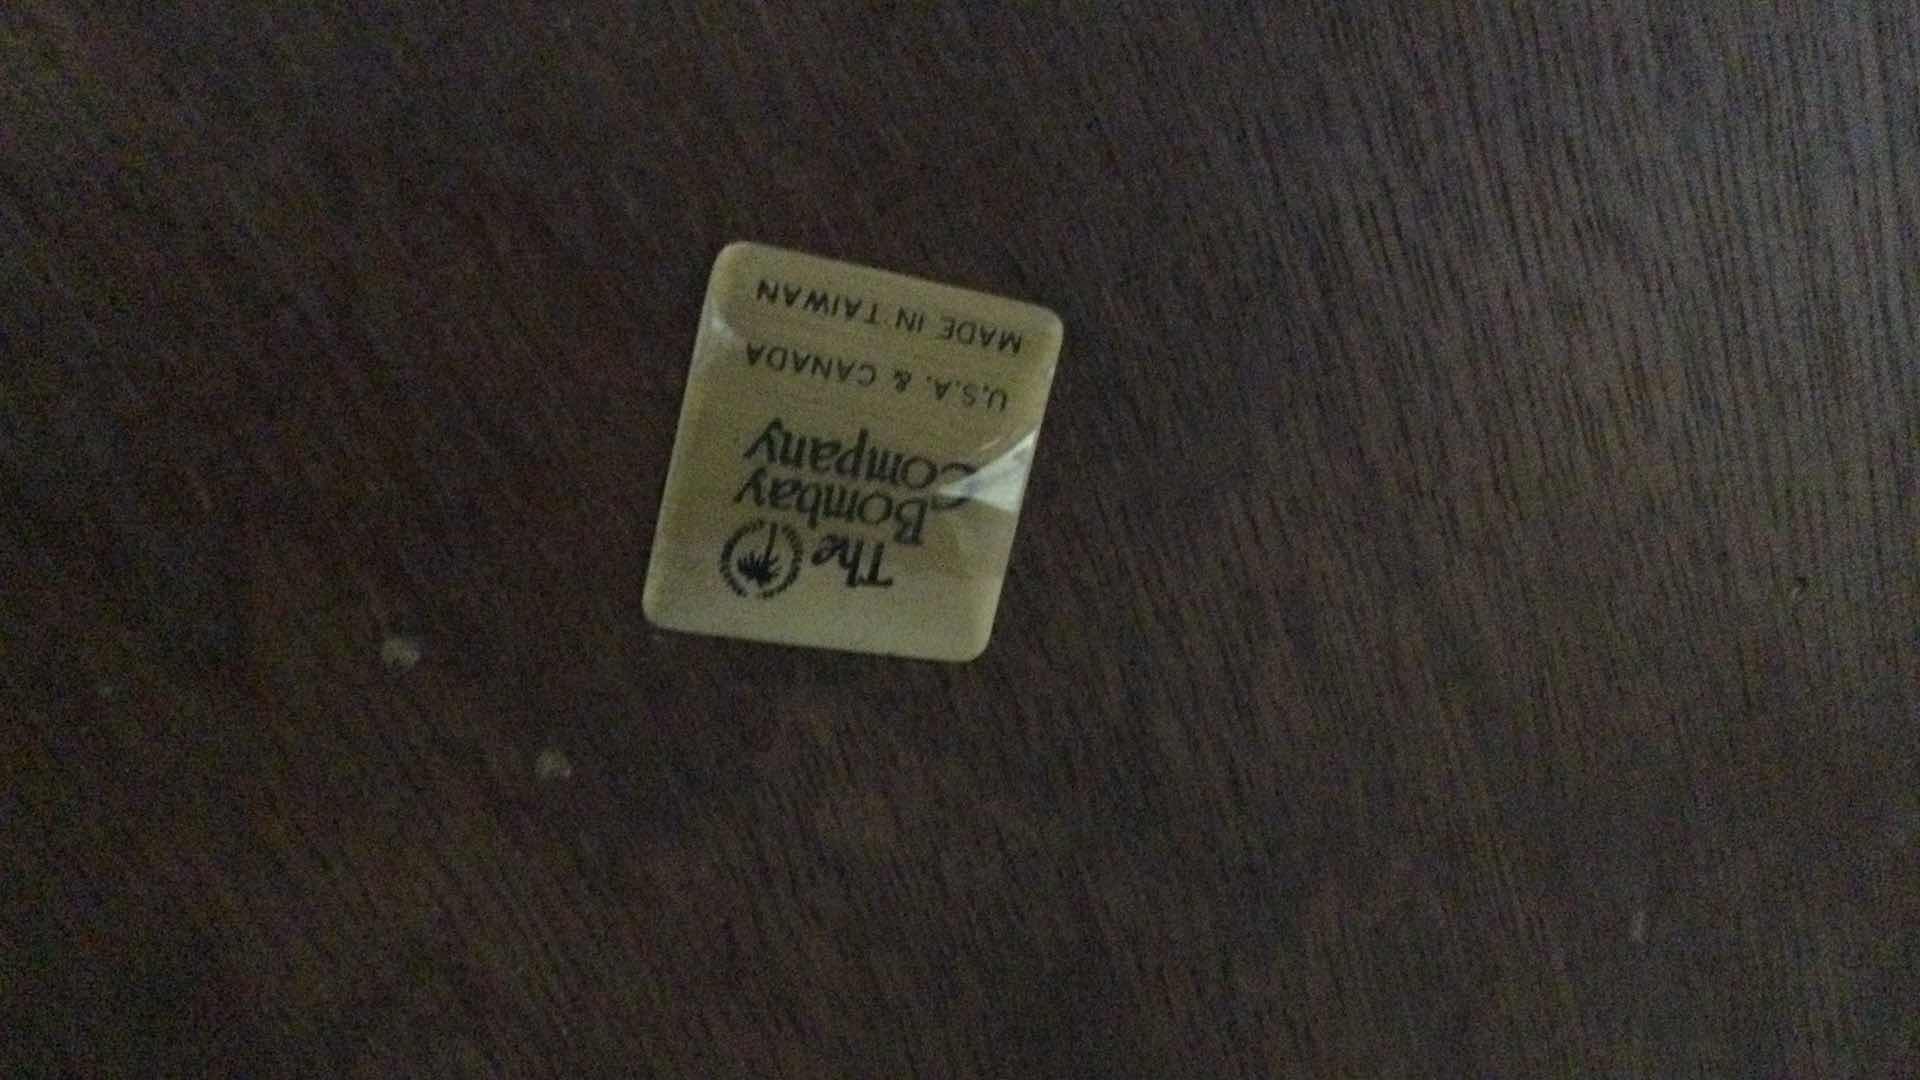 The
Bombay
Company
U.S.A. & CANADA
MADE IN TAIWAN